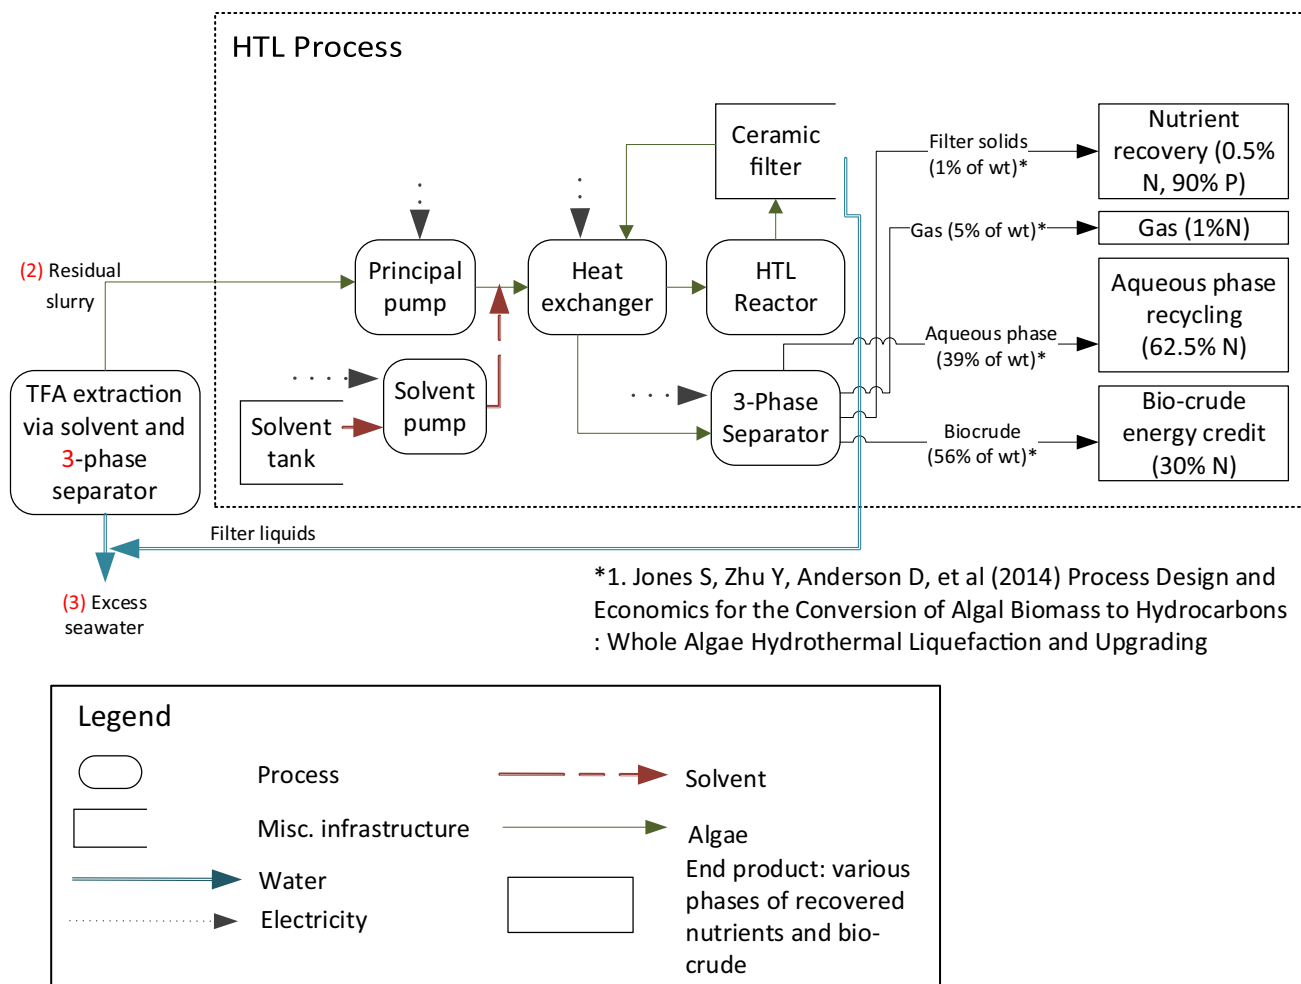 HTL Process
Ceramic
filter
Filter solids
(1% of wt)*
Nutrient
recovery (0.5%
N, 90% P)
Gas (5% of wt)*
Gas (1%N)
(2) Residual
slurry
Principal
pump
Heat
exchanger
HTL
Reactor
Aqueous phase
(39% of wt)*
Aqueous phase
recycling
(62.5% N)
TFA extraction
via solvent and
3-phase
separator
Solvent
tank
Solvent
pump
3-Phase
Separator
Biocrude
(56% of wt)*
Bio-crude
energy credit
(30% N)
Filter liquids
(3) Excess
seawater
*1. Jones S, Zhu Y, Anderson D, et al (2014) Process Design and
Economics for the Conversion of Algal Biomass to Hydrocarbons
: Whole Algae Hydrothermal Liquefaction and Upgrading
Legend
Process
Solvent
Misc. infrastructure
Algae
Water
Electricity
End product: various
phases of recovered
nutrients and bio-
crude